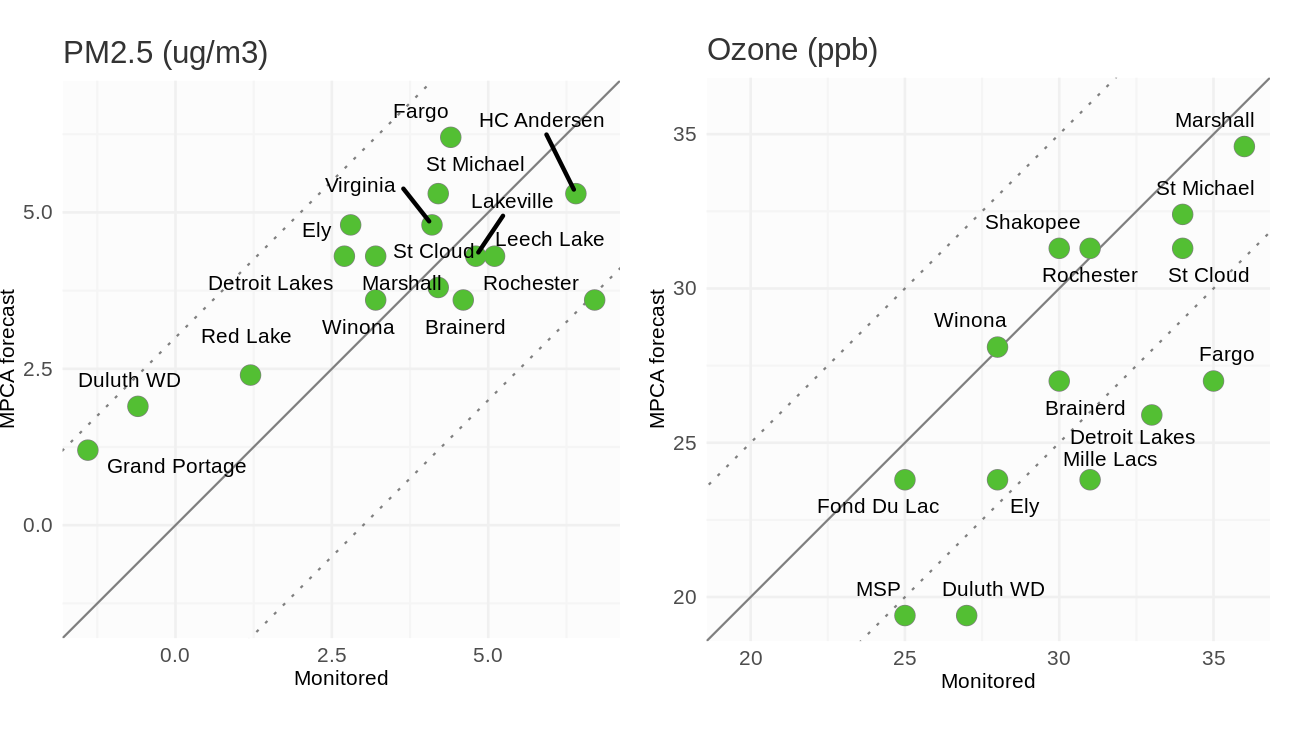 PM2.5 (ug/m3)
Fargo
HC Andersen
St Michael
Virginia
Lakeville
5.0
Ely
St Cloud
Leech Lake
Detroit Lakes
Marshall
Rochester
Winona
Brainerd
Red Lake
2.5
Duluth WD
Grand Portage
0.0
MPCA forecast
0.0
2.5
5.0
Monitored
Ozone (ppb)
35
Marshall
St Michael
Shakopee
Rochester
St Cloud
30
Winona
Fargo
Brainerd
Detroit Lakes
25
Mille Lacs
Fond Du Lac
Ely
MSP
Duluth WD
20
MPCA forecast
20
25
30
35
Monitored